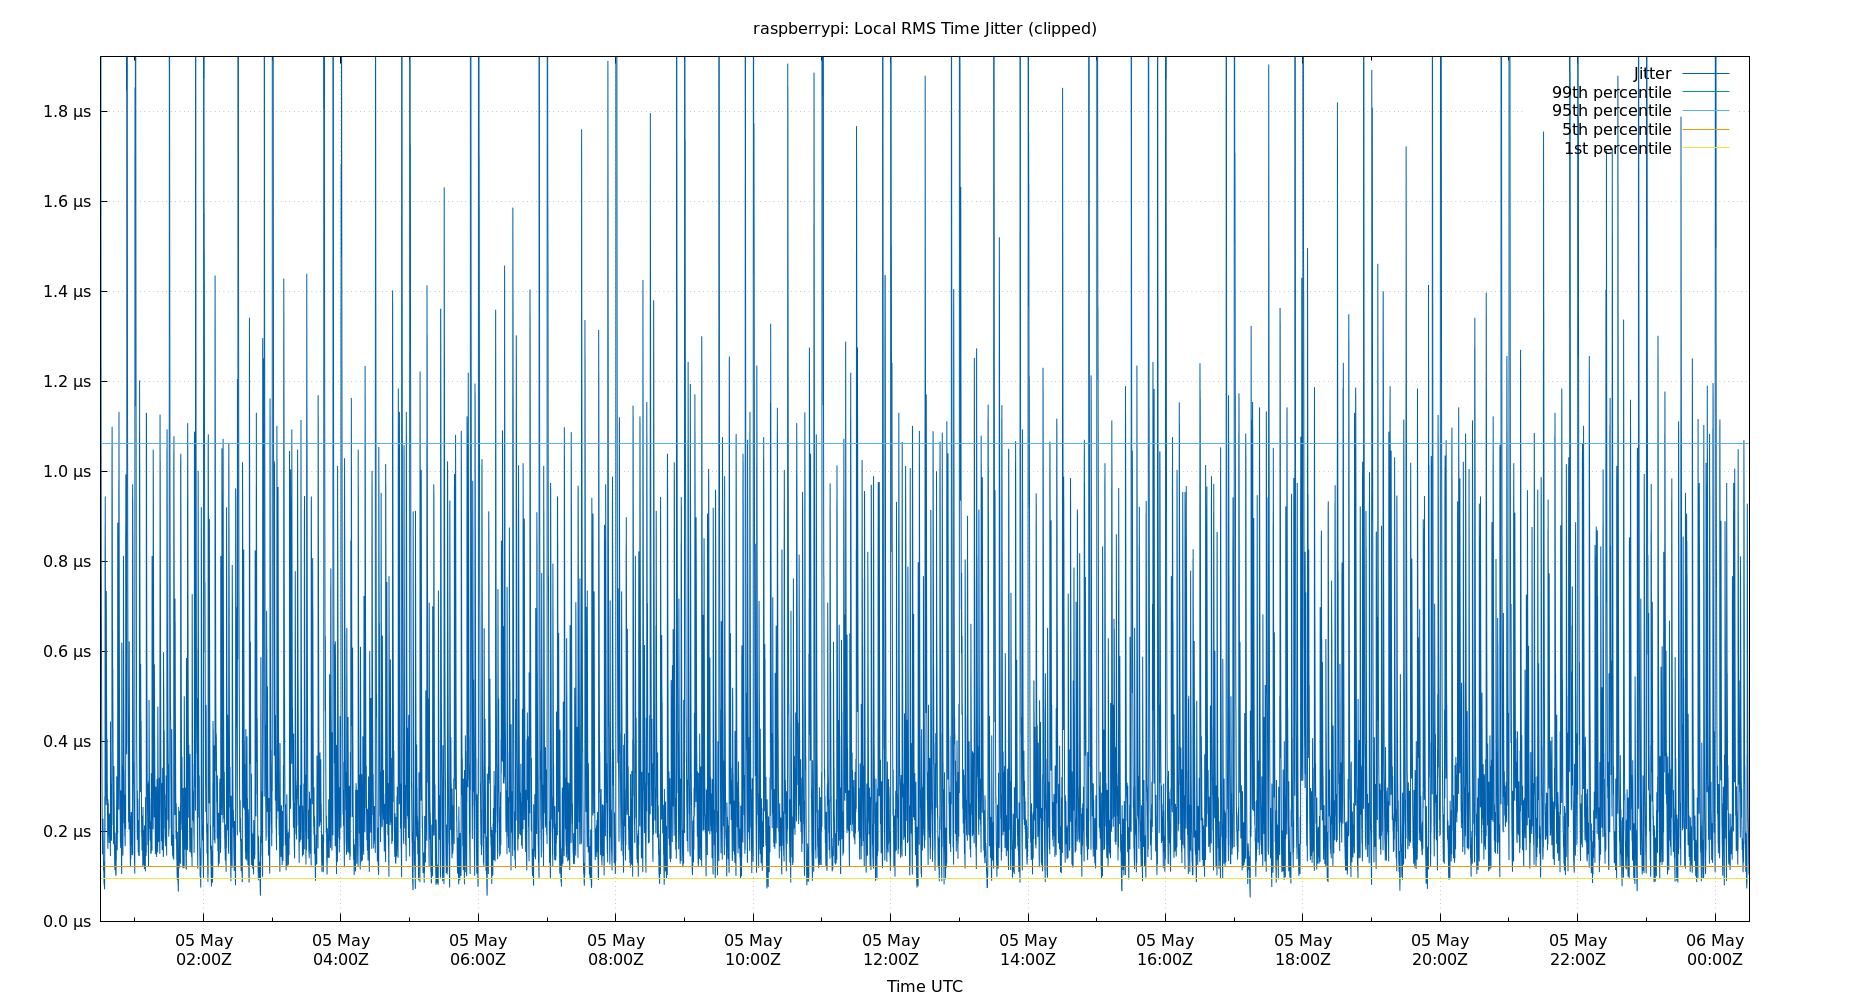 raspberrypi: Local RMS Time Jitter (clipped)
Jitter
99th percentile
95th percentile
5th percentile
1st percentile
1.8 µs
1.6 µs
1.4 µs
1.2 µs
1.0 µs
0.8 µs
0.6 µs
0.4 µs
0.2 µs
0.0 µs
05 May 05 May 05 May 05 May 05 May 05 May 05 May 05 May 05 May 05 May 05 May 06 May
02:00Z 04:00Z 06:00Z 08:00Z 10:00Z 12:00Z 14:00Z 16:00Z 18:00Z 20:00Z 22:00Z 00:00Z
Time UTC